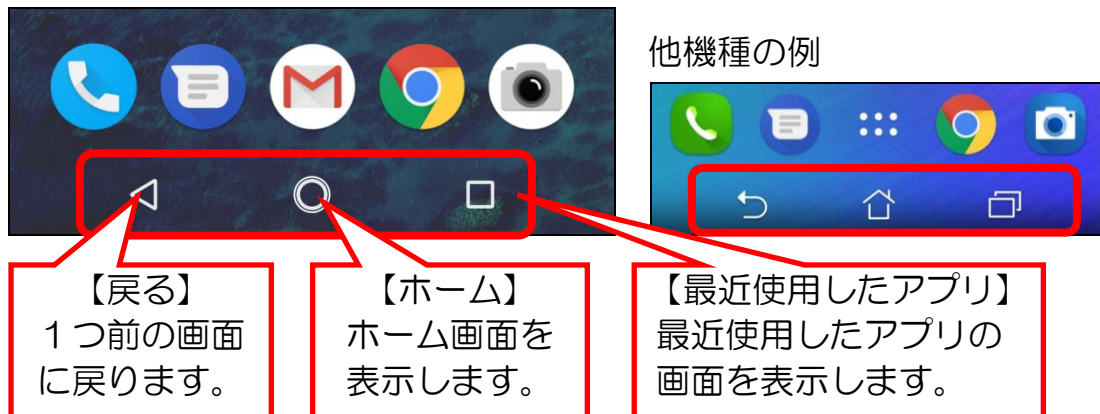 他機種の例
【戻る】
１つ前の画面
に戻ります。
【ホーム】
ホーム画面を
表示します。
【最近使用したアプリ】
最近使用したアプリの
画面を表示します。